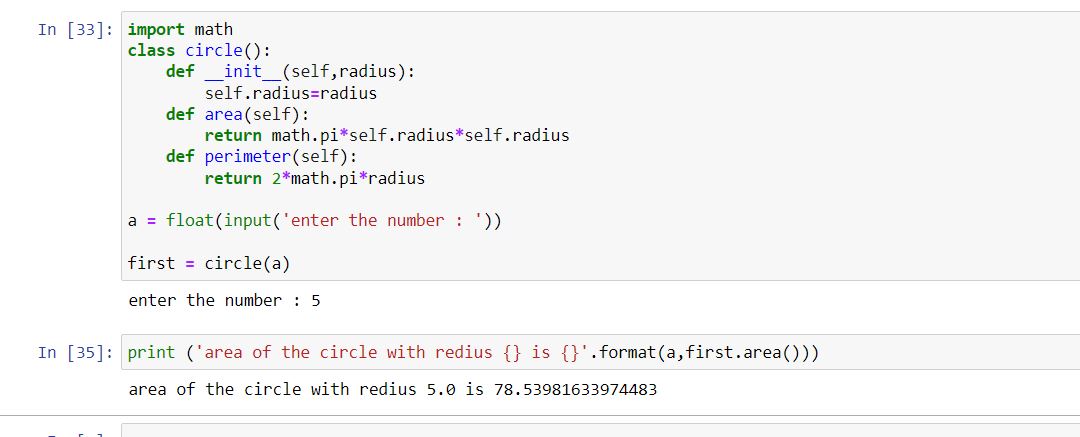 In [33]: import math
class circle():
    def __init__(self,radius):
        self.radius=radius
    def area(self):
        return math.pi*self.radius*self.radius
    def perimeter(self):
        return 2*math.pi*radius
a = float(input('enter the number : '))
first = circle(a)
enter the number : 5
In [35]: print ('area of the circle with redius {} is {}'.format(a,first.area()))
area of the circle with redius 5.0 is 78.53981633974483